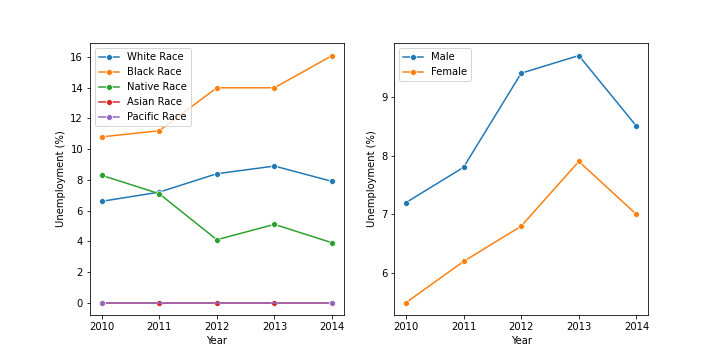 White Race
Black Race
Native Race
Asian Race
Pacific Race
Unemployment (%)
16
14
12
10
8
6
4
2
0
2010 2011 2012 2013 2014
Year
Male
Female
Unemployment (%)
9
8
7
6
2010 2011 2012 2013 2014
Year